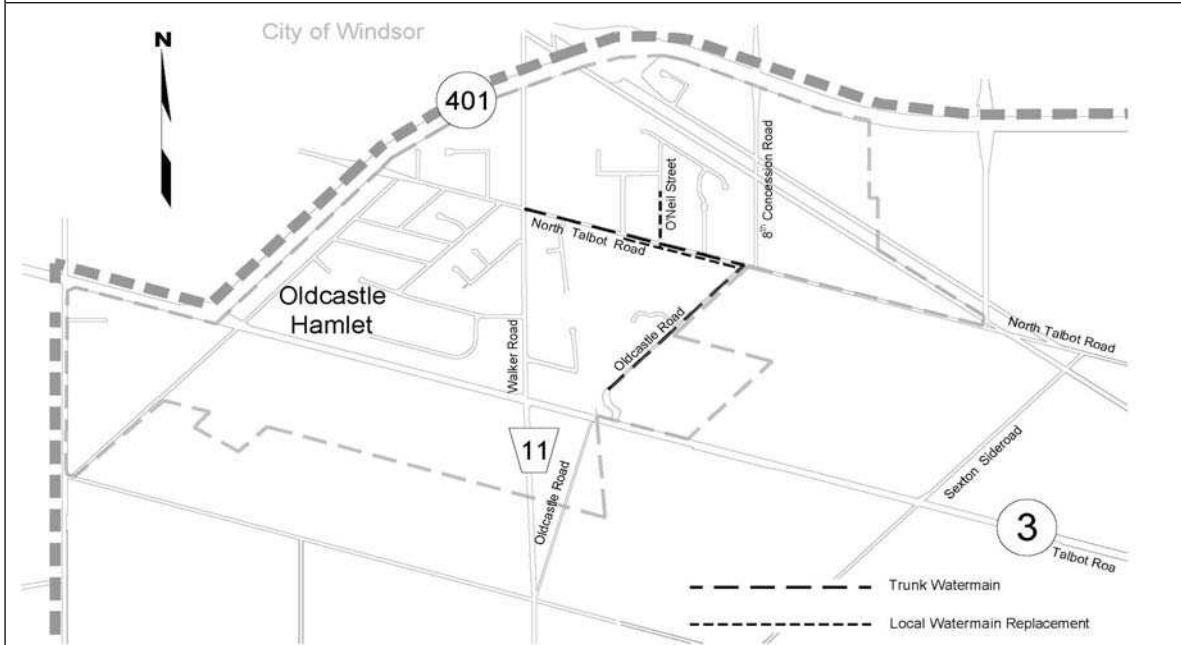 City of Windsor
N
401
O'Neil Street
8th Concession Road
North Talbot Road
Oldcastle
Hamlet
Walker Road
Oldcastle Road
North Talbot Road
11
Oldcastle Road
Sexton Sideroad
3
Talbot Roa
Trunk Watermain
Local Watermain Replacement